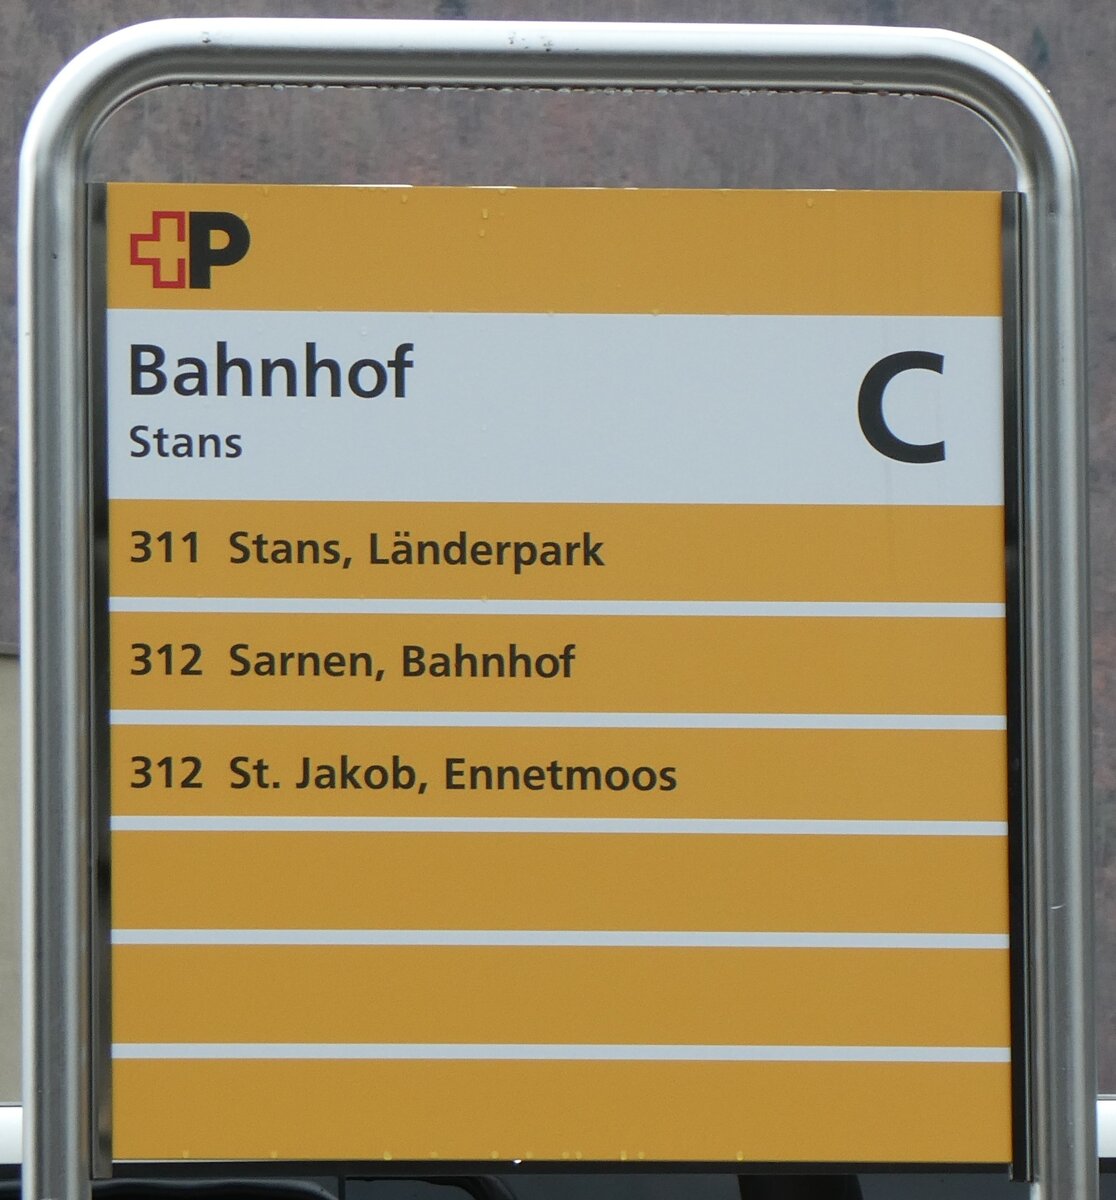 P
Bahnhof
C
Stans
311 Stans, Länderpark
312 Sarnen, Bahnhof
312 St. Jakob, Ennetmoos